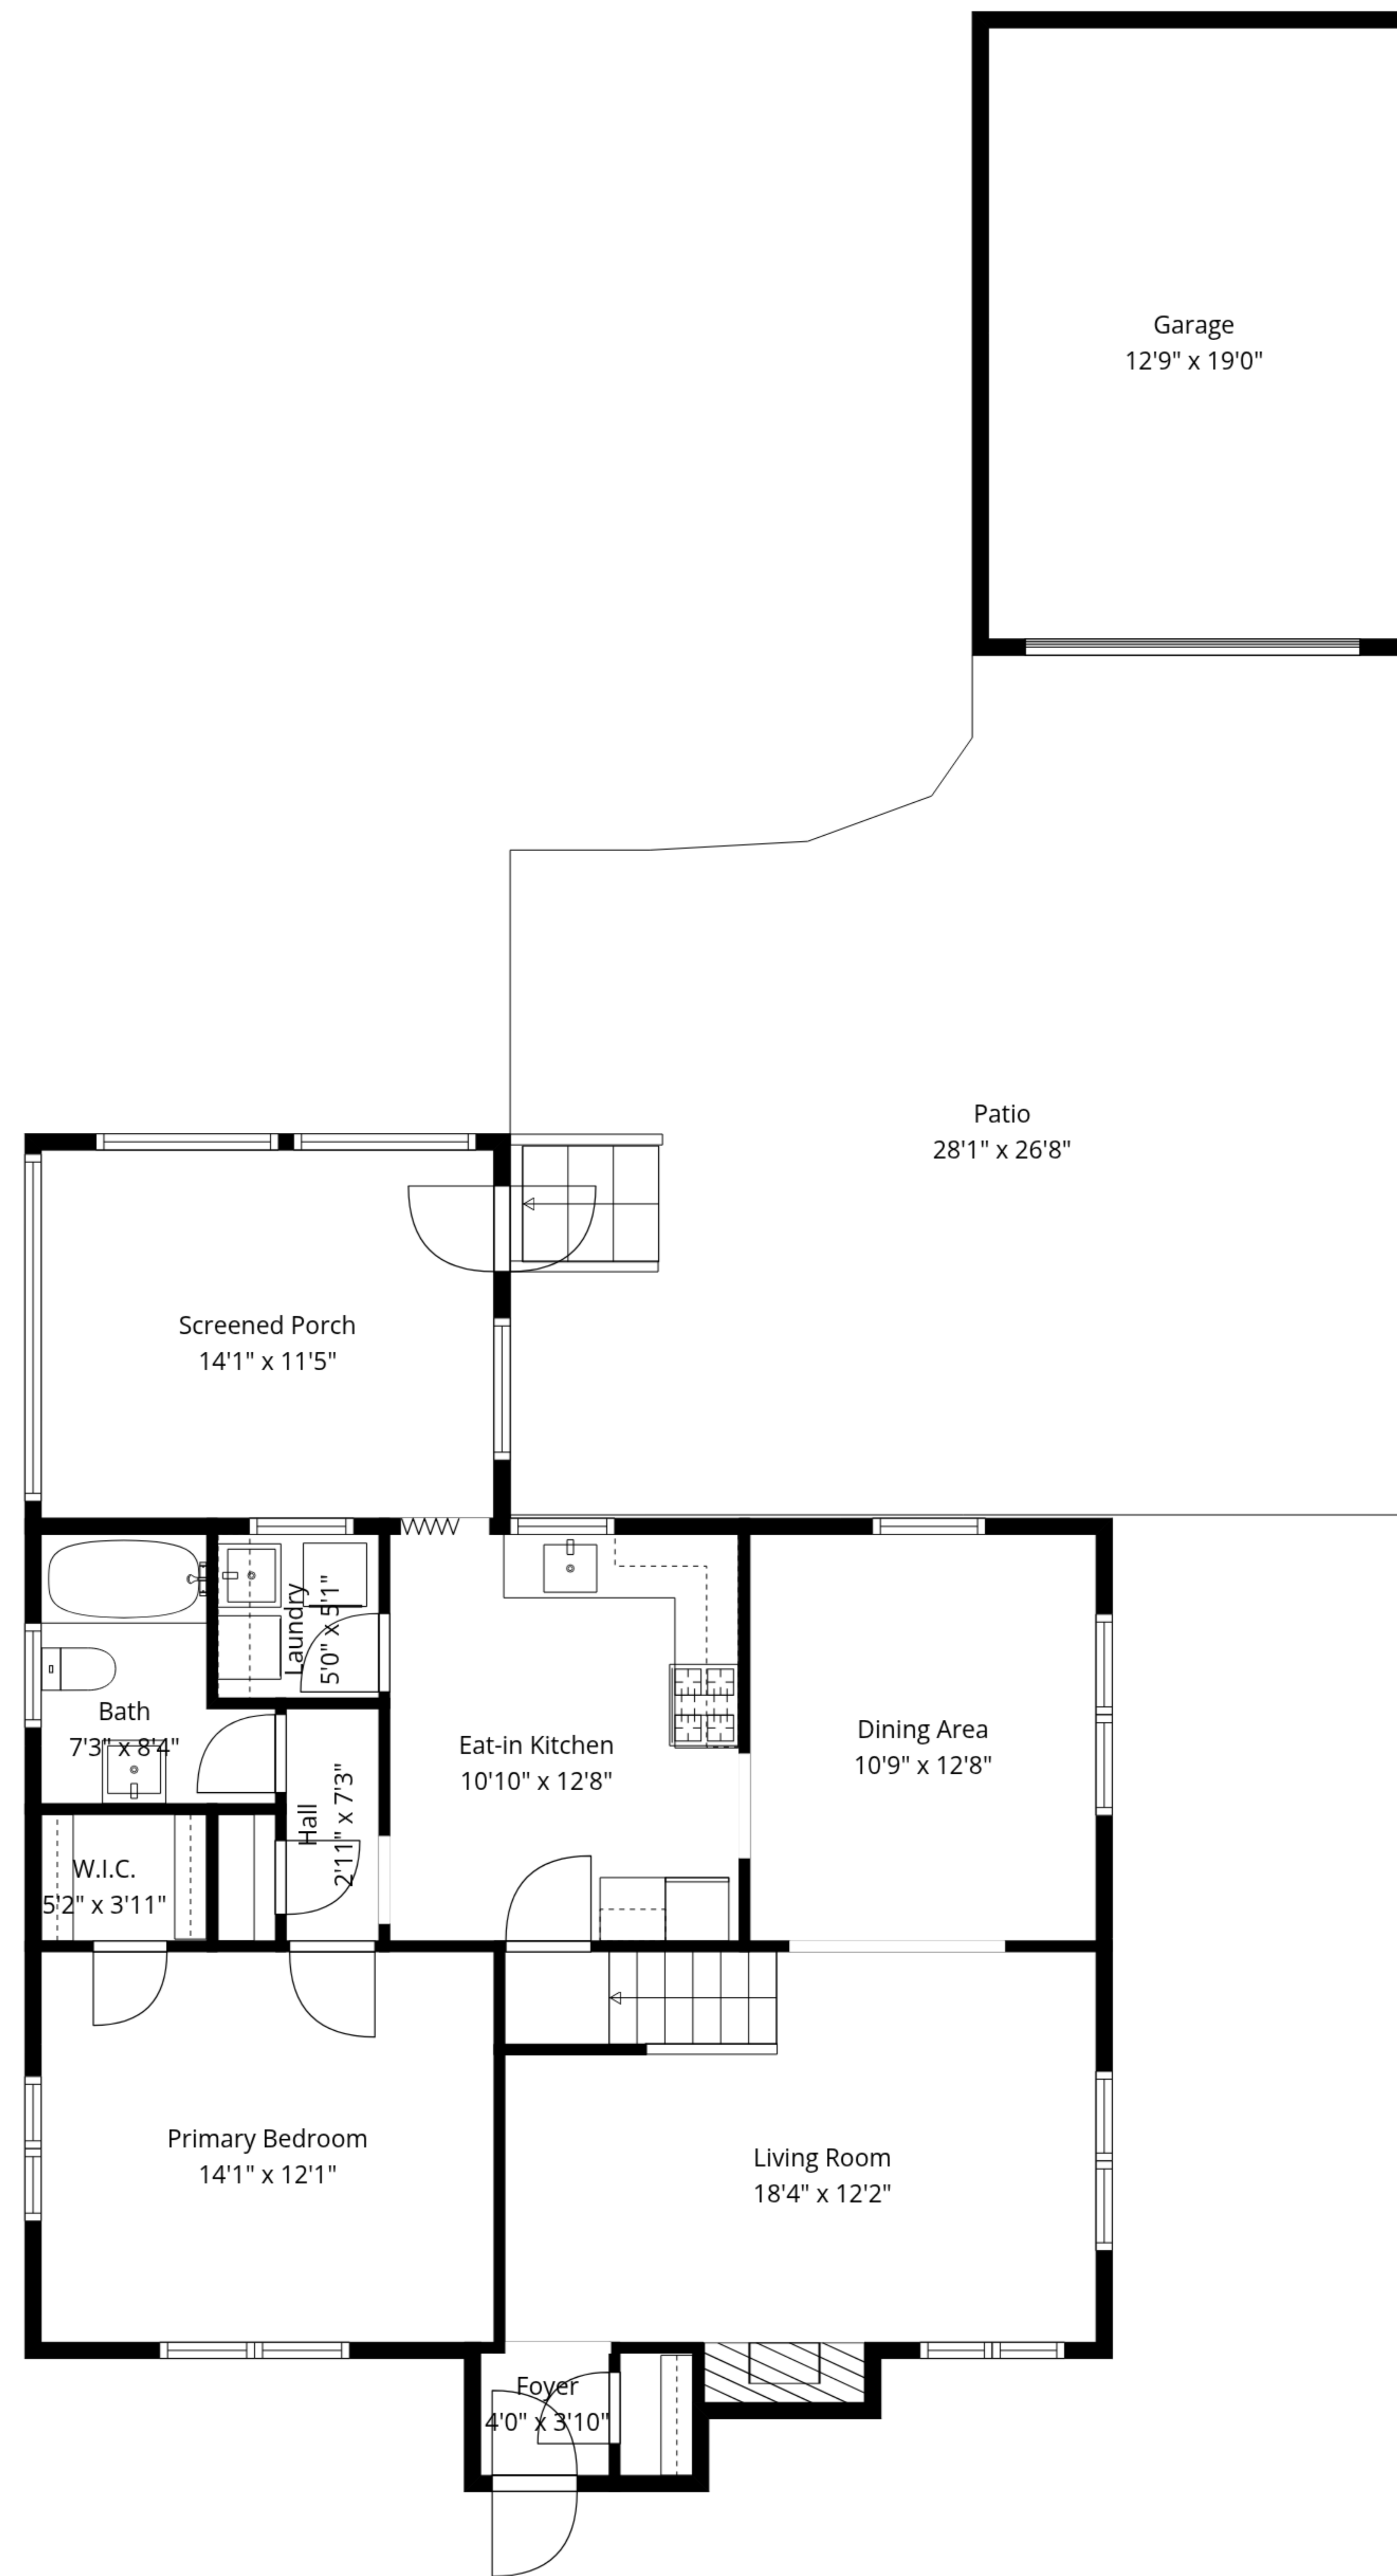 Garage
12'9" x 19'0"
Patio
28'1" x 26'8"
Screened Porch
14'1" x 11'5"
Laundry
5'0" x 5'1"
Bath
7'3" x 8'4"
Eat-in Kitchen
10'10" x 12'8"
Dining Area
10'9" x 12'8"
Hall
2'11" x 7'3"
W.I.C.
5'2" x 3'11"
Primary Bedroom
14'1" x 12'1"
Living Room
18'4" x 12'2"
Foyer
4'0" x 3'10"